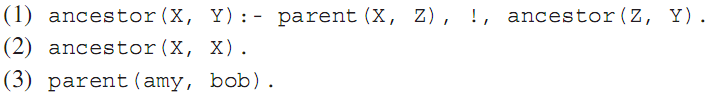 (1) ancestor(X, Y):- parent(X, Z), !, ancestor(Z, Y).
(2) ancestor(X, X).
(3) parent(amy, bob).